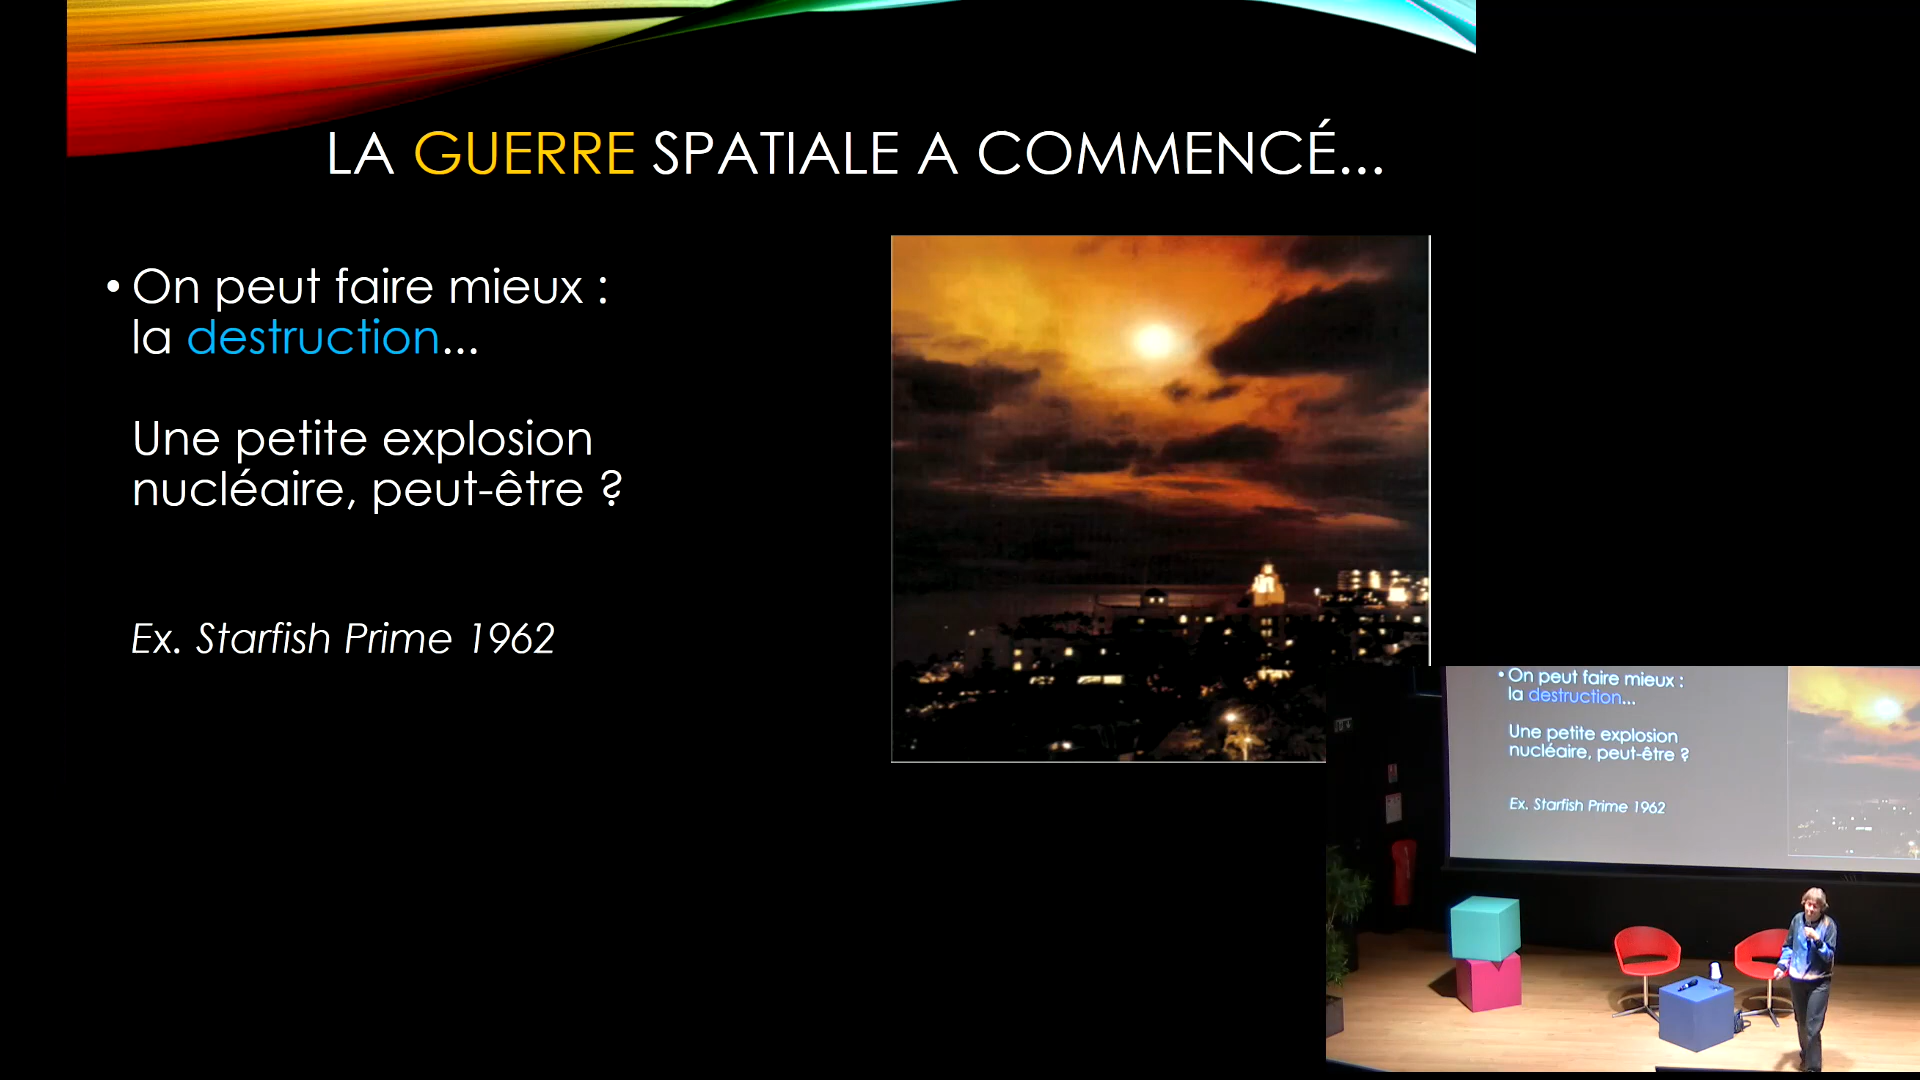 LA GUERRE SPATIALE A COMMENCÉ...
• On peut faire mieux :
la destruction...
Une petite explosion
nucléaire, peut-être ?
Ex. Starfish Prime 1962
• On peut faire mieux :
la destruction...
Une petite explosion
nucléaire, peut-être ?
Ex. Starfish Prime 1962